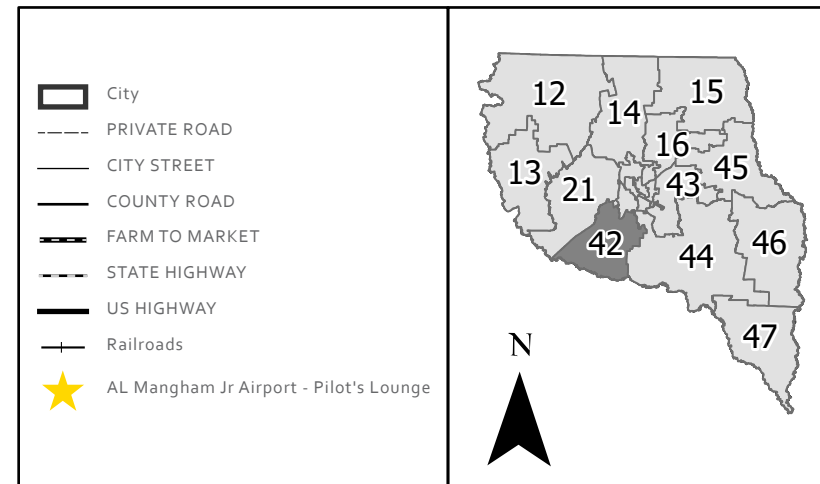 City
PRIVATE ROAD
CITY STREET
COUNTY ROAD
FARM TO MARKET
STATE HIGHWAY
US HIGHWAY
Railroads
AL Mangham Jr Airport - Pilot's Lounge
12
14
15
16
13
21
43
45
42
44
46
47
N